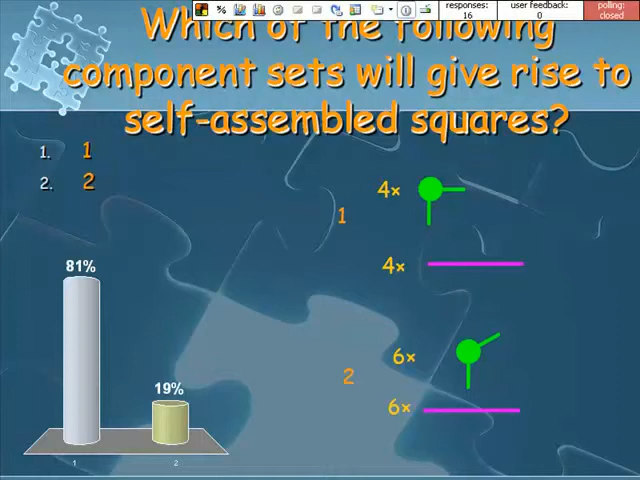 responses: 16
user feedback: 0
polling: closed
Which of the following
component sets will give rise to
self-assembled squares?
1. 1
2. 2
4×
1
4×
6×
2
6×
81%
19%
1
2